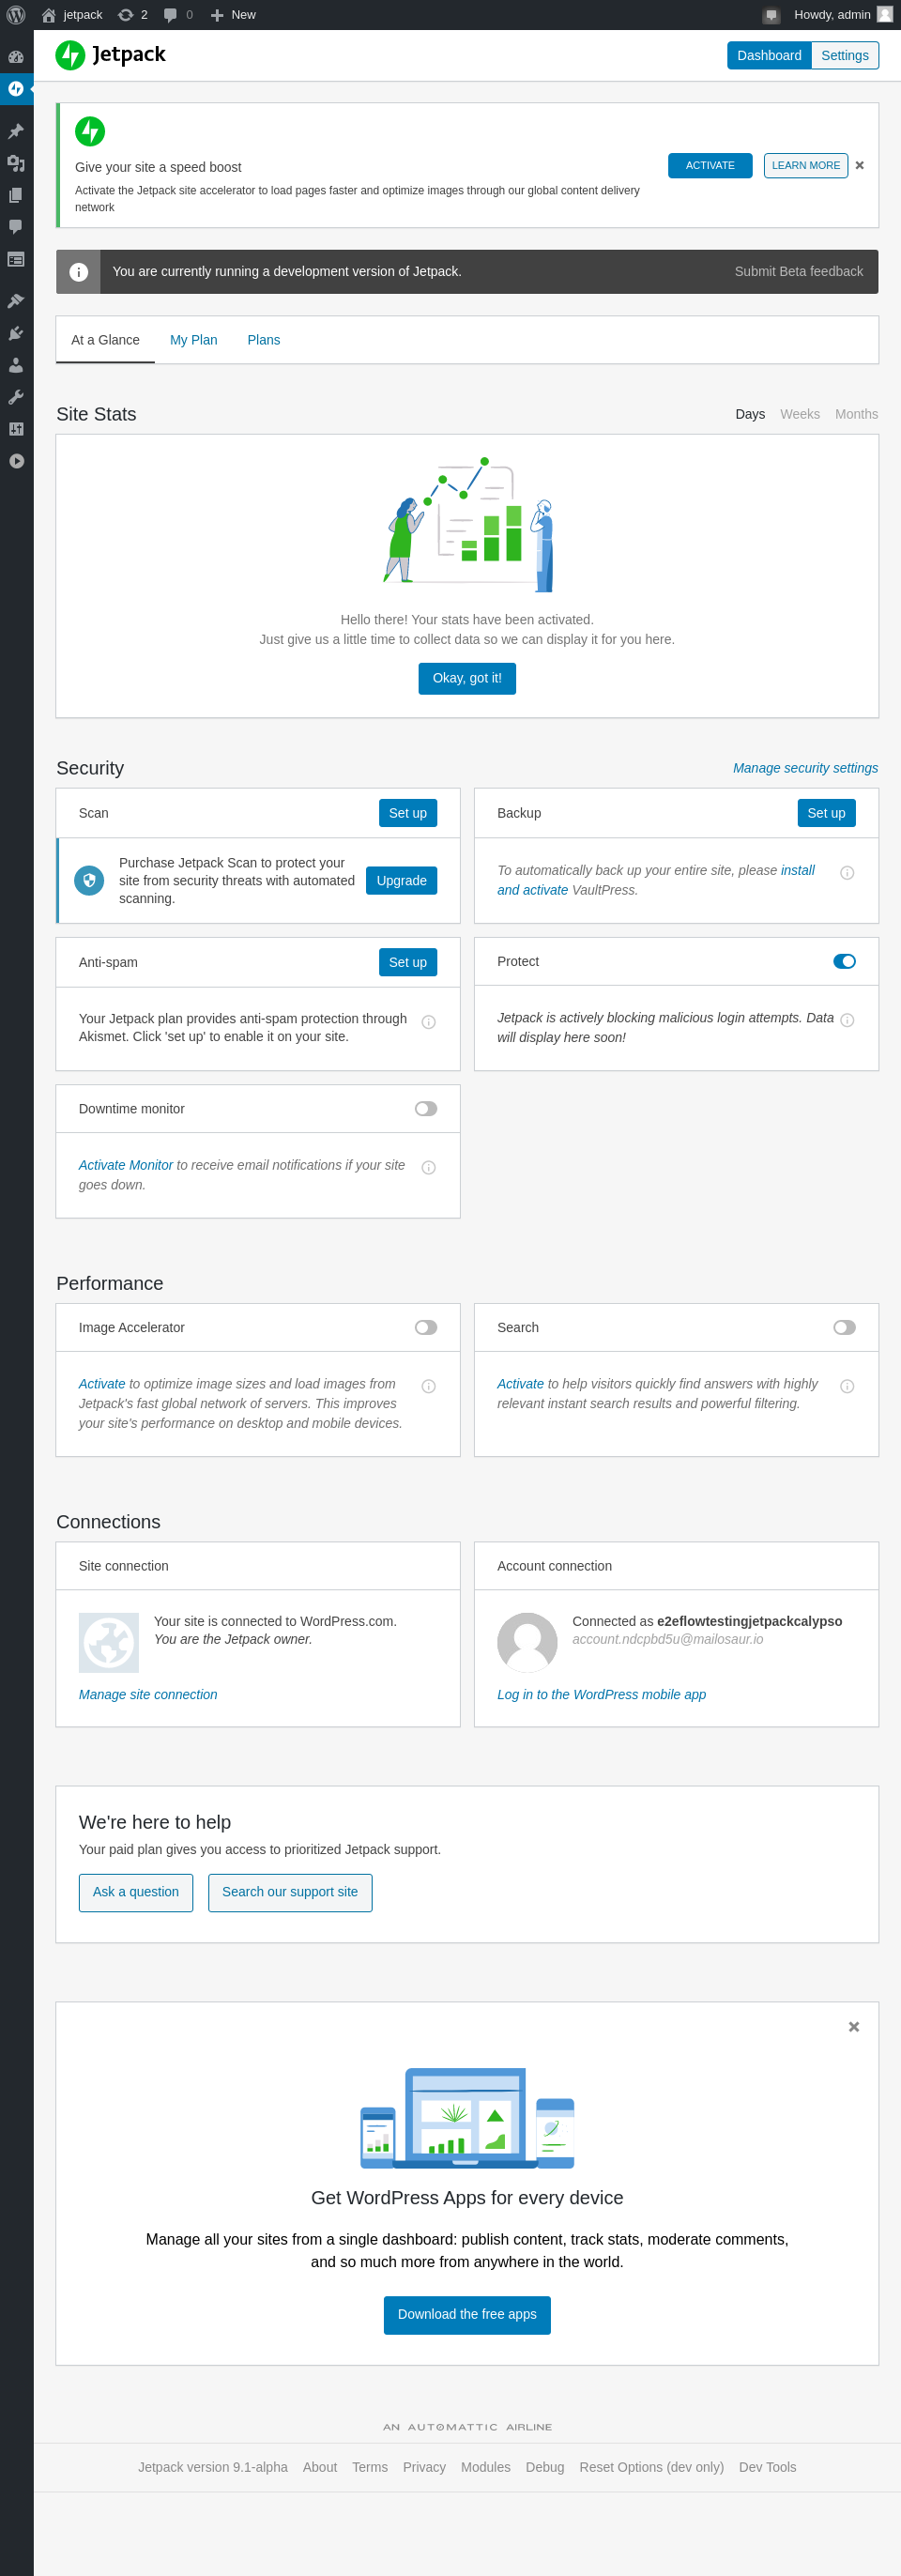 jetpack 2 0 New Howdy, admin
Jetpack Dashboard Settings
Give your site a speed boost
Activate the Jetpack site accelerator to load pages faster and optimize images through our global content delivery
network
ACTIVATE LEARN MORE
You are currently running a development version of Jetpack. Submit Beta feedback
At a Glance My Plan Plans
Site Stats Days Weeks Months
Hello there! Your stats have been activated.
Just give us a little time to collect data so we can display it for you here.
Okay, got it!
Security Manage security settings
Scan Set up
Purchase Jetpack Scan to protect your
site from security threats with automated
scanning.
Upgrade
Backup Set up
To automatically back up your entire site, please install
and activate VaultPress.
Anti-spam Set up
Your Jetpack plan provides anti-spam protection through
Akismet. Click 'set up' to enable it on your site.
Protect
Jetpack is actively blocking malicious login attempts. Data
will display here soon!
Downtime monitor
Activate Monitor to receive email notifications if your site
goes down.
Performance
Image Accelerator
Activate to optimize image sizes and load images from
Jetpack's fast global network of servers. This improves
your site's performance on desktop and mobile devices.
Search
Activate to help visitors quickly find answers with highly
relevant instant search results and powerful filtering.
Connections
Site connection
Your site is connected to WordPress.com.
You are the Jetpack owner.
Manage site connection
Account connection
Connected as e2eflowtestingjetpackcalypso
account.ndcpbd5u@mailosaur.io
Log in to the WordPress mobile app
We're here to help
Your paid plan gives you access to prioritized Jetpack support.
Ask a question Search our support site
Get WordPress Apps for every device
Manage all your sites from a single dashboard: publish content, track stats, moderate comments,
and so much more from anywhere in the world.
Download the free apps
AN AUTOMATTIC AIRLINE
Jetpack version 9.1-alpha About Terms Privacy Modules Debug Reset Options (dev only) Dev Tools